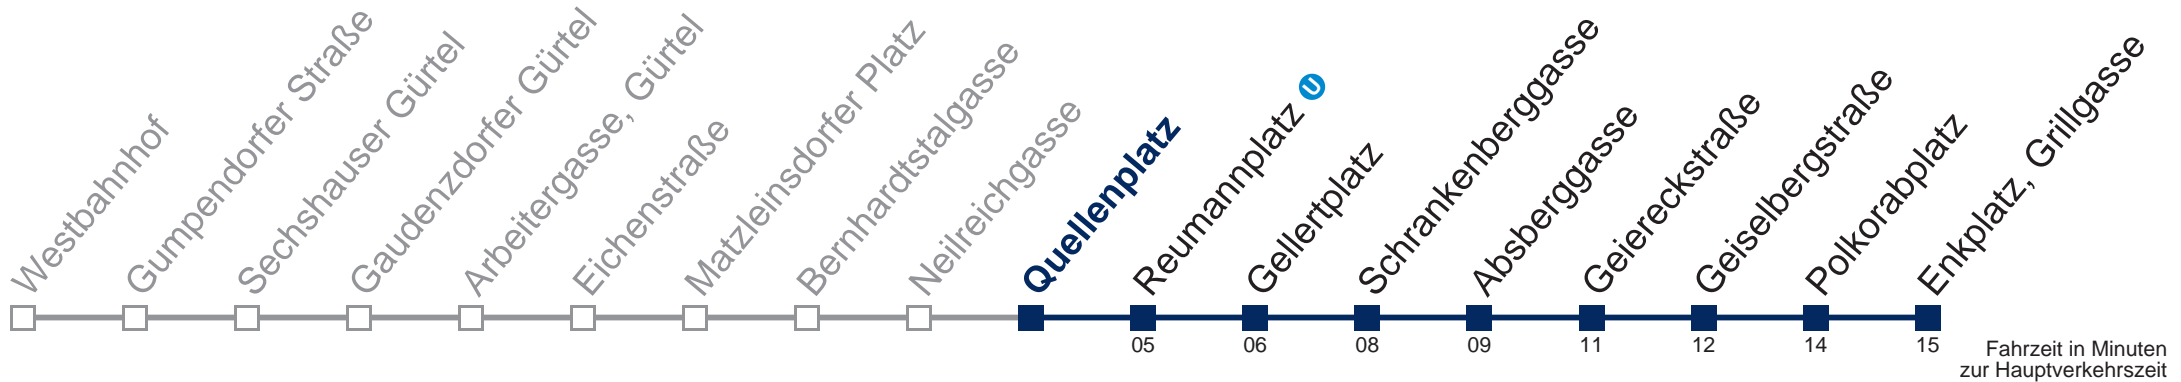 Westbahnhof
Gumpendorfer Straße
Sechshauser Gürtel
Gaudenzdorfer Gürtel
Arbeitergasse, Gürtel
Eichenstraße
Matzleinsdorfer Platz
Bernhardtstalgasse
Neilreichgasse
Quellenplatz
Reumannplatz U
Gellertplatz
Schrankenberggasse
Absberggasse
Geiereckstraße
Geiselbergstraße
Polkorabplatz
Enkplatz, Grillgasse
05 06 08 09 11 12 14 15
Fahrzeit in Minuten
zur Hauptverkehrszeit